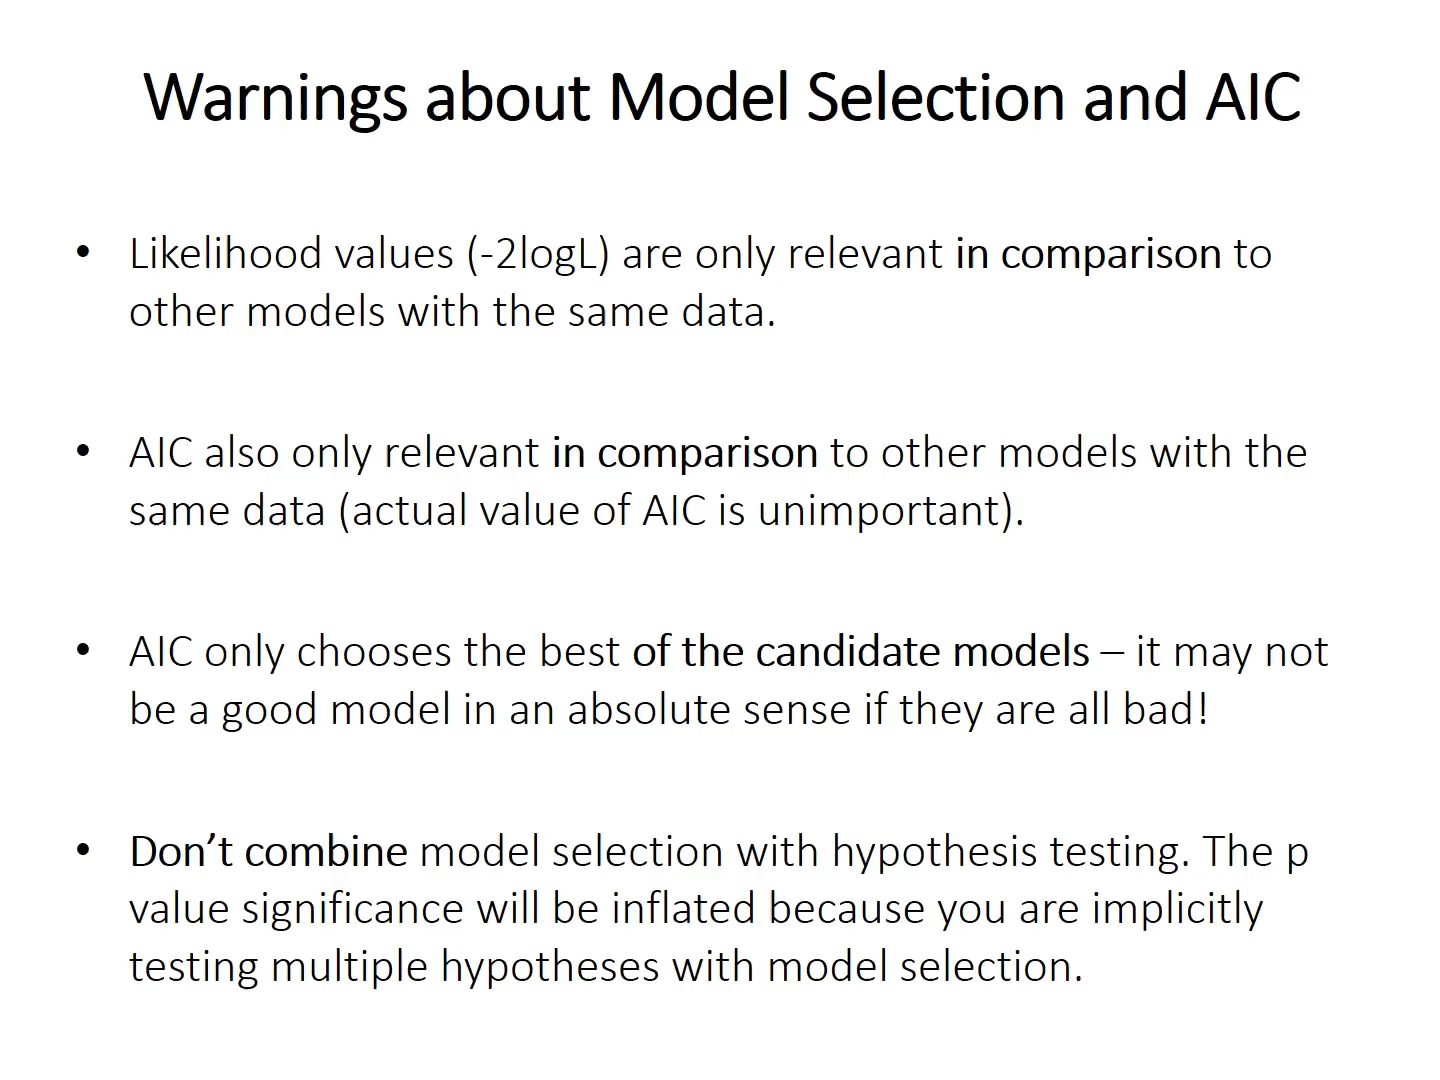 Warnings about Model Selection and AIC
• Likelihood values (-2logL) are only relevant in comparison to
other models with the same data.
• AIC also only relevant in comparison to other models with the
same data (actual value of AIC is unimportant).
• AIC only chooses the best of the candidate models – it may not
be a good model in an absolute sense if they are all bad!
• Don’t combine model selection with hypothesis testing. The p
value significance will be inflated because you are implicitly
testing multiple hypotheses with model selection.